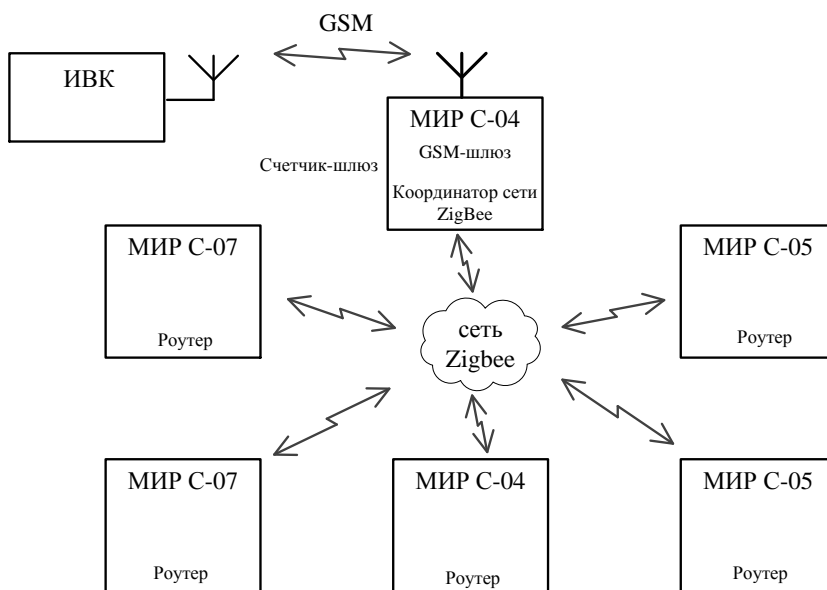 GSM
ИВК
МИР С-04
GSM-шлюз
Счетчик-шлюз
Координатор сети
ZigBee
МИР С-07
Роутер
МИР С-05
Роутер
сеть
Zigbee
МИР С-07
Роутер
МИР С-04
Роутер
МИР С-05
Роутер